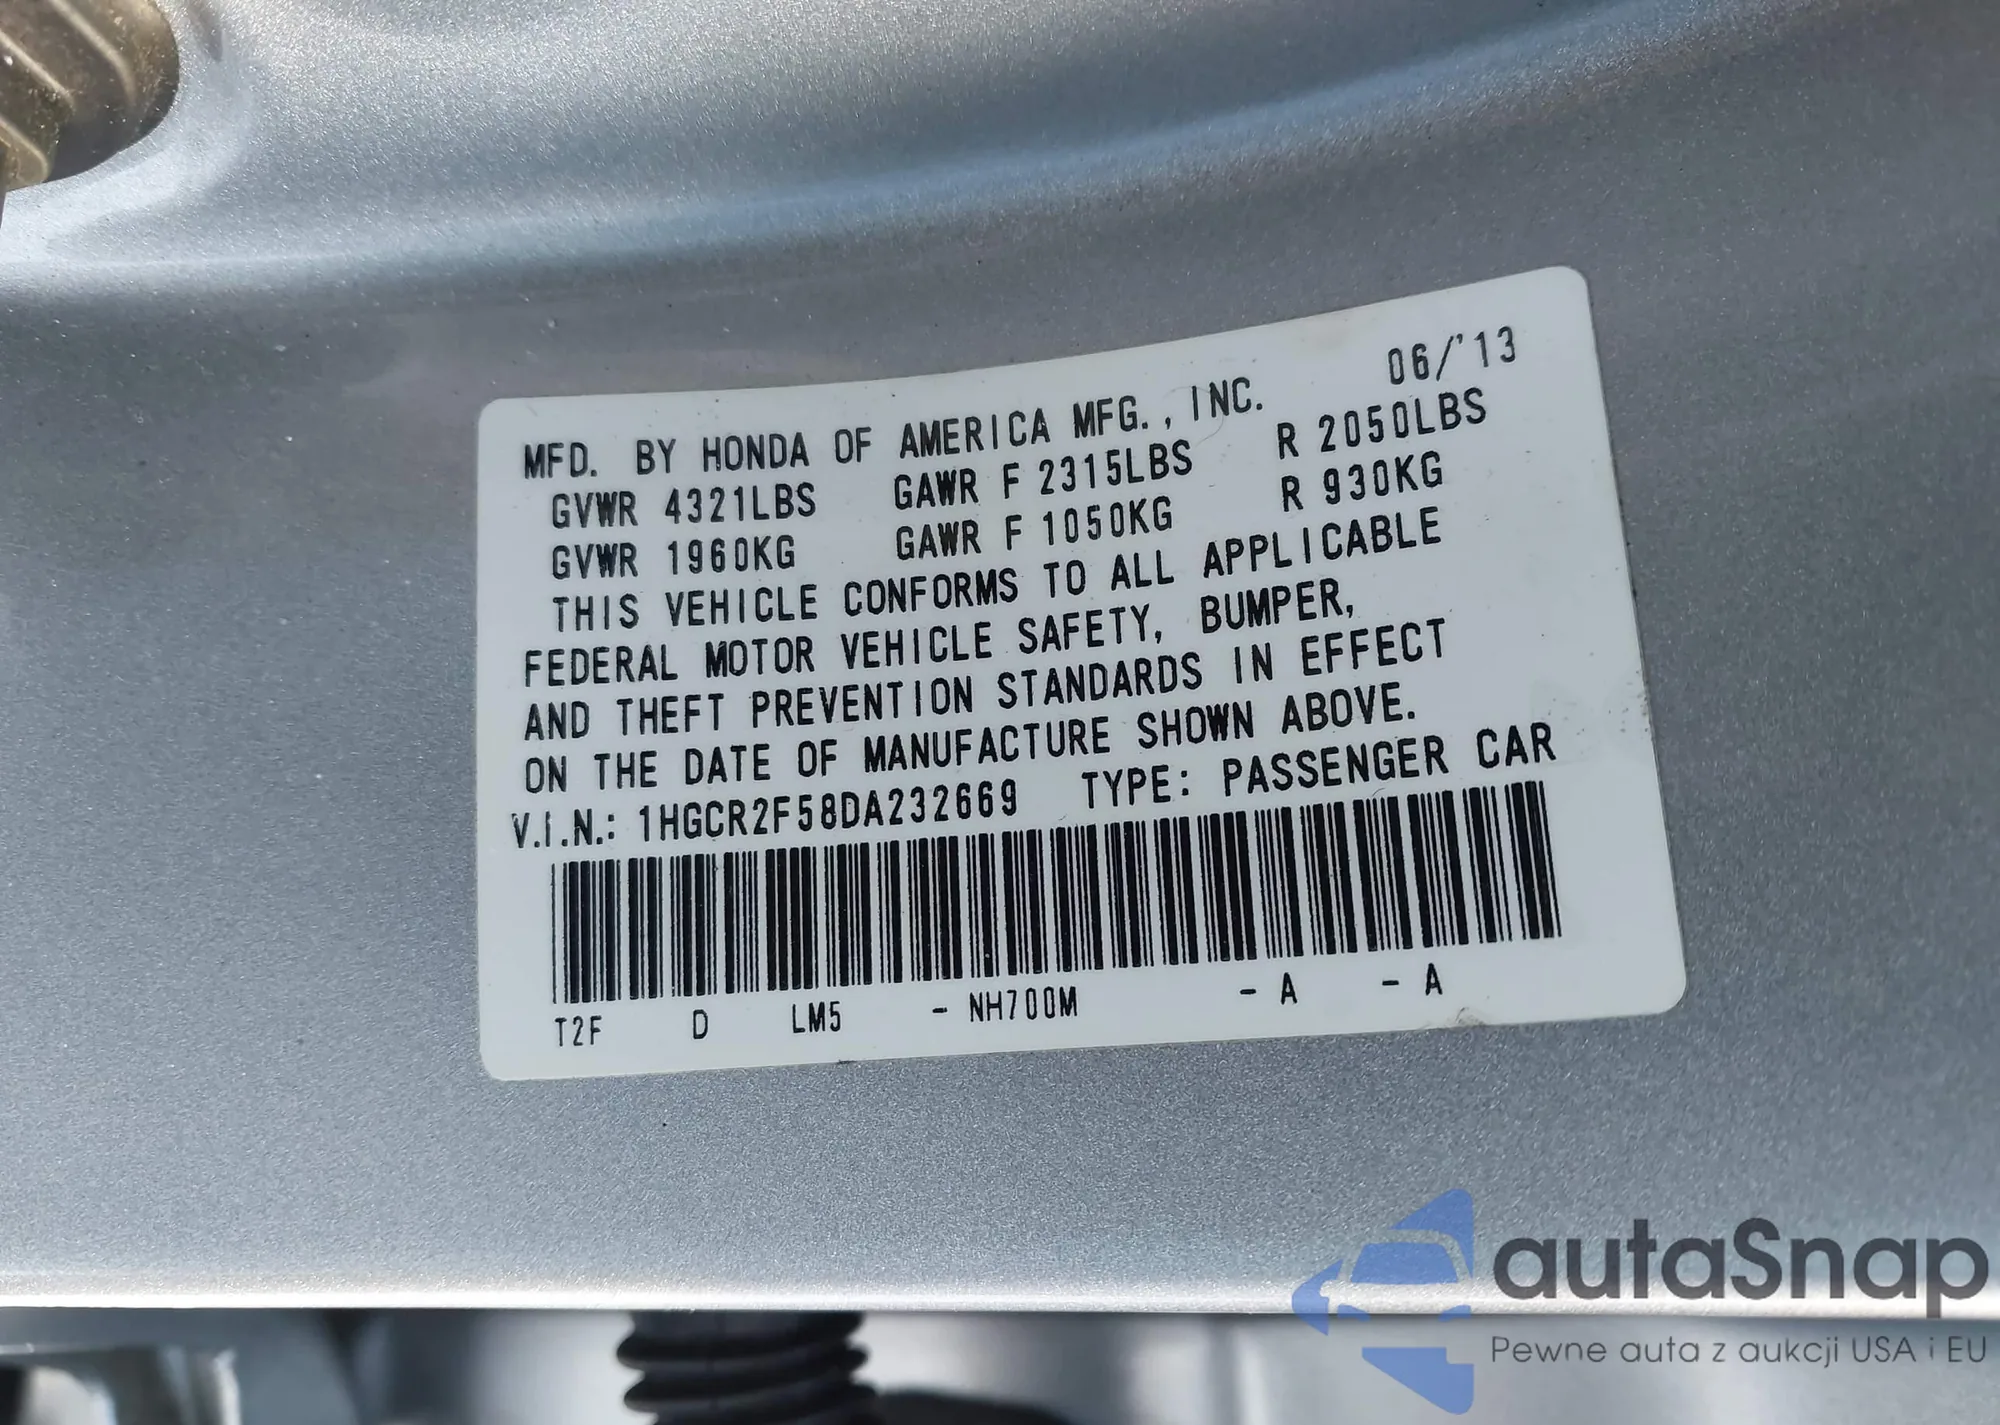 06/'13
MFD. BY HONDA OF AMERICA MFG., INC.
GVWR 4321LBS GAWR F 2315LBS R 2050LBS
GVWR 1960KG GAWR F 1050KG R 930KG
THIS VEHICLE CONFORMS TO ALL APPLICABLE
FEDERAL MOTOR VEHICLE SAFETY, BUMPER,
AND THEFT PREVENTION STANDARDS IN EFFECT
ON THE DATE OF MANUFACTURE SHOWN ABOVE.
V.I.N.: 1HGCR2F58DA232669 TYPE: PASSENGER CAR
T2F D LM5 - NH700M - A - A
autaSnap
Pewne auta z aukcji USA i EU